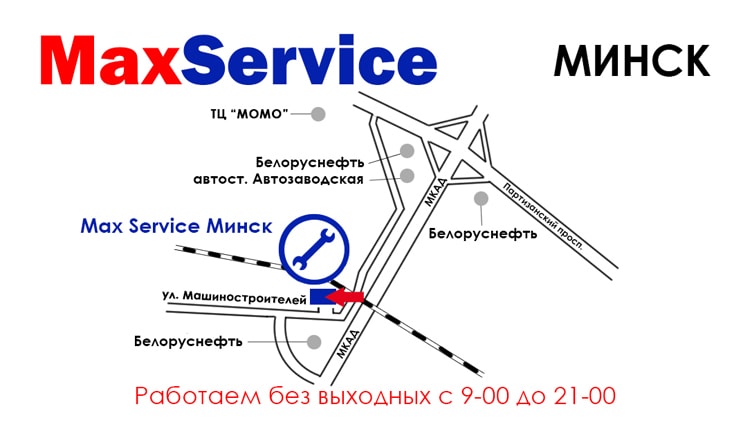 MaxService
МИНСК
ТЦ "МОМО"
Белоруснефть
автост. Автозаводская
МКАД
Партизанский просп.
Белоруснефть
Max Service Минск
ул. Машиностроителей
Белоруснефть
МКАД
Работаем без выходных с 9-00 до 21-00